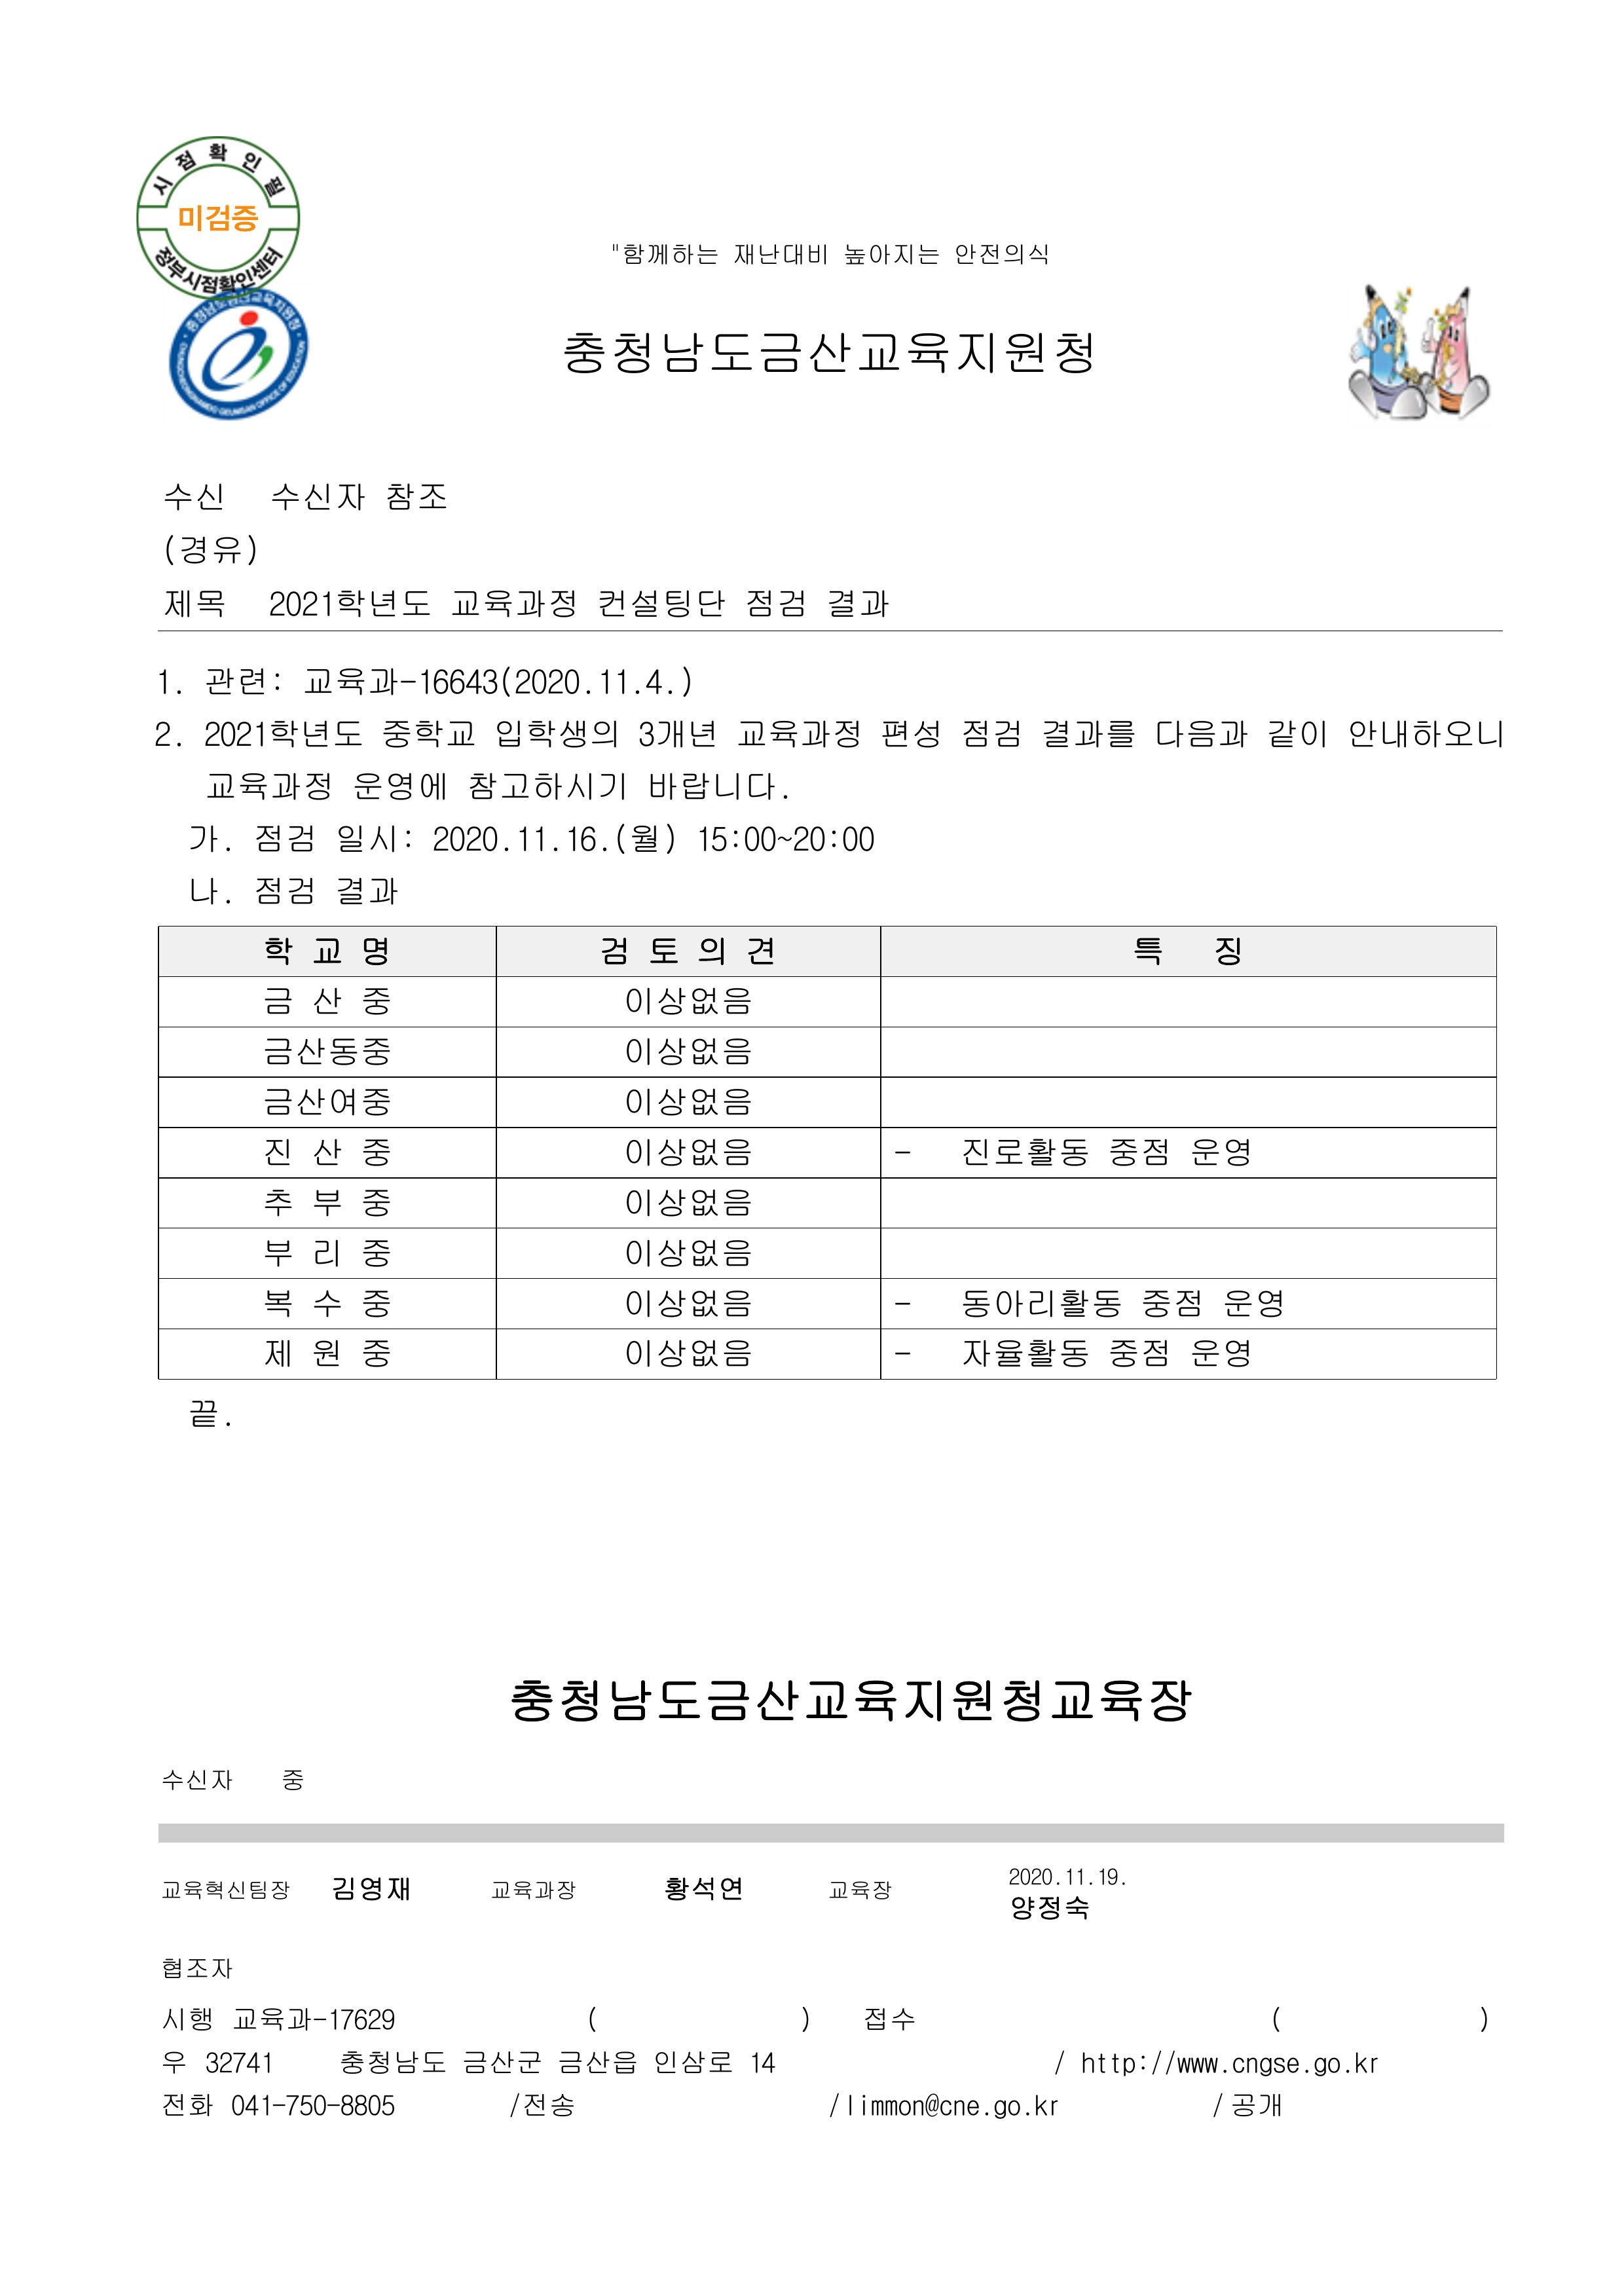 시점확인필
미검증
정부시점확인센터
충청남도금산교육지원청
CHUNGCHEONGNAMDO GEUMSAN OFFICE OF EDUCATION
"함께하는 재난대비 높아지는 안전의식
충청남도금산교육지원청
수신 수신자 참조
(경유)
제목 2021학년도 교육과정 컨설팅단 점검 결과
1. 관련: 교육과-16643(2020.11.4.)
2. 2021학년도 중학교 입학생의 3개년 교육과정 편성 점검 결과를 다음과 같이 안내하오니
교육과정 운영에 참고하시기 바랍니다.
가. 점검 일시: 2020.11.16.(월) 15:00~20:00
나. 점검 결과
학 교 명 검 토 의 견 특 징
금 산 중 이상없음
금산동중 이상없음
금산여중 이상없음
진 산 중 이상없음 - 진로활동 중점 운영
추 부 중 이상없음
부 리 중 이상없음
복 수 중 이상없음 - 동아리활동 중점 운영
제 원 중 이상없음 - 자율활동 중점 운영
끝.
충청남도금산교육지원청교육장
수신자 중
교육혁신팀장 김영재 교육과장 황석연 교육장 2020.11.19.
양정숙
협조자
시행 교육과-17629 ( ) 접수 ( )
우 32741 충청남도 금산군 금산읍 인삼로 14 / http://www.cngse.go.kr
전화 041-750-8805 /전송 /limmon@cne.go.kr /공개